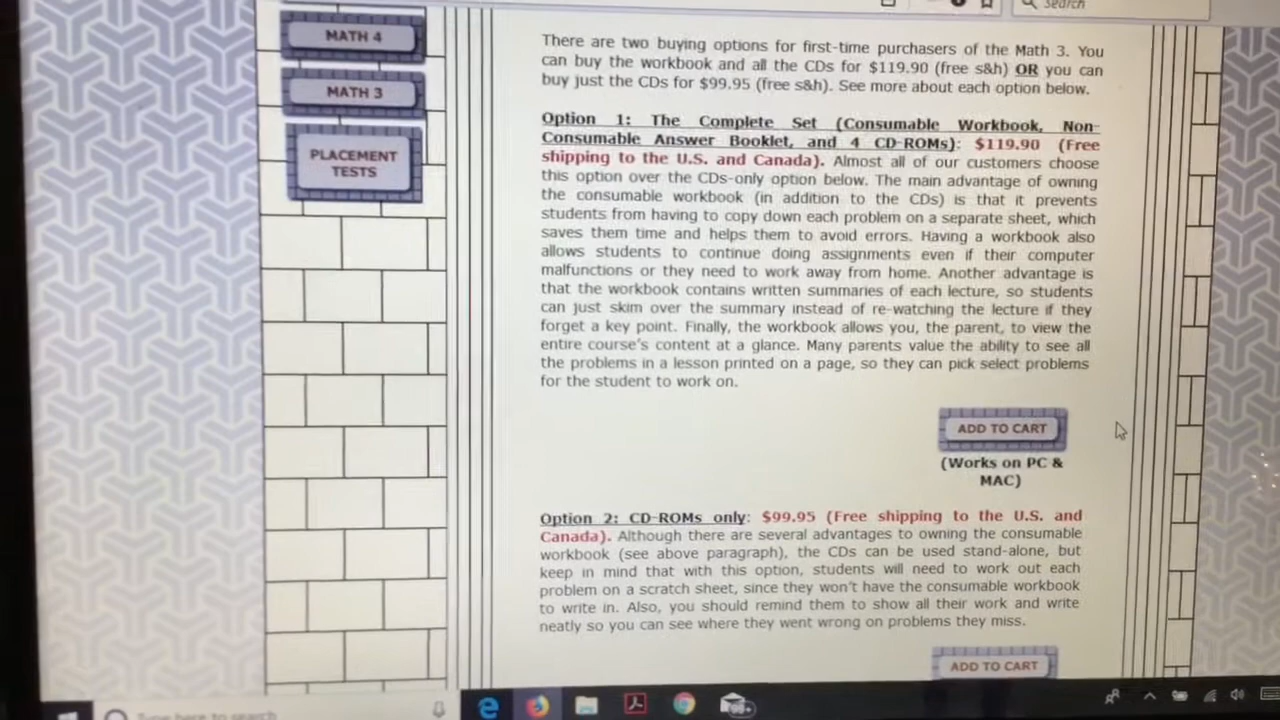 search
MATH 4
MATH 3
PLACEMENT
TESTS
There are two buying options for first-time purchasers of the Math 3. You
can buy the workbook and all the CDs for $119.90 (free s&h) OR you can
buy just the CDs for $99.95 (free s&h). See more about each option below.
Option 1: The Complete Set (Consumable Workbook, Non-
Consumable Answer Booklet, and 4 CD-ROMs): $119.90 (Free
shipping to the U.S. and Canada). Almost all of our customers choose
this option over the CDs-only option below. The main advantage of owning
the consumable workbook (in addition to the CDs) is that it prevents
students from having to copy down each problem on a separate sheet, which
saves them time and helps them to avoid errors. Having a workbook also
allows students to continue doing assignments even if their computer
malfunctions or they need to work away from home. Another advantage is
that the workbook contains written summaries of each lecture, so students
can just skim over the summary instead of re-watching the lecture if they
forget a key point. Finally, the workbook allows you, the parent, to view the
entire course's content at a glance. Many parents value the ability to see all
the problems in a lesson printed on a page, so they can pick select problems
for the student to work on.
ADD TO CART
(Works on PC &
MAC)
Option 2: CD-ROMs only: $99.95 (Free shipping to the U.S. and
Canada). Although there are several advantages to owning the consumable
workbook (see above paragraph), the CDs can be used stand-alone, but
keep in mind that with this option, students will need to work out each
problem on a scratch sheet, since they won't have the consumable workbook
to write in. Also, you should remind them to show all their work and write
neatly so you can see where they went wrong on problems they miss.
ADD TO CART
Type here to search
99+